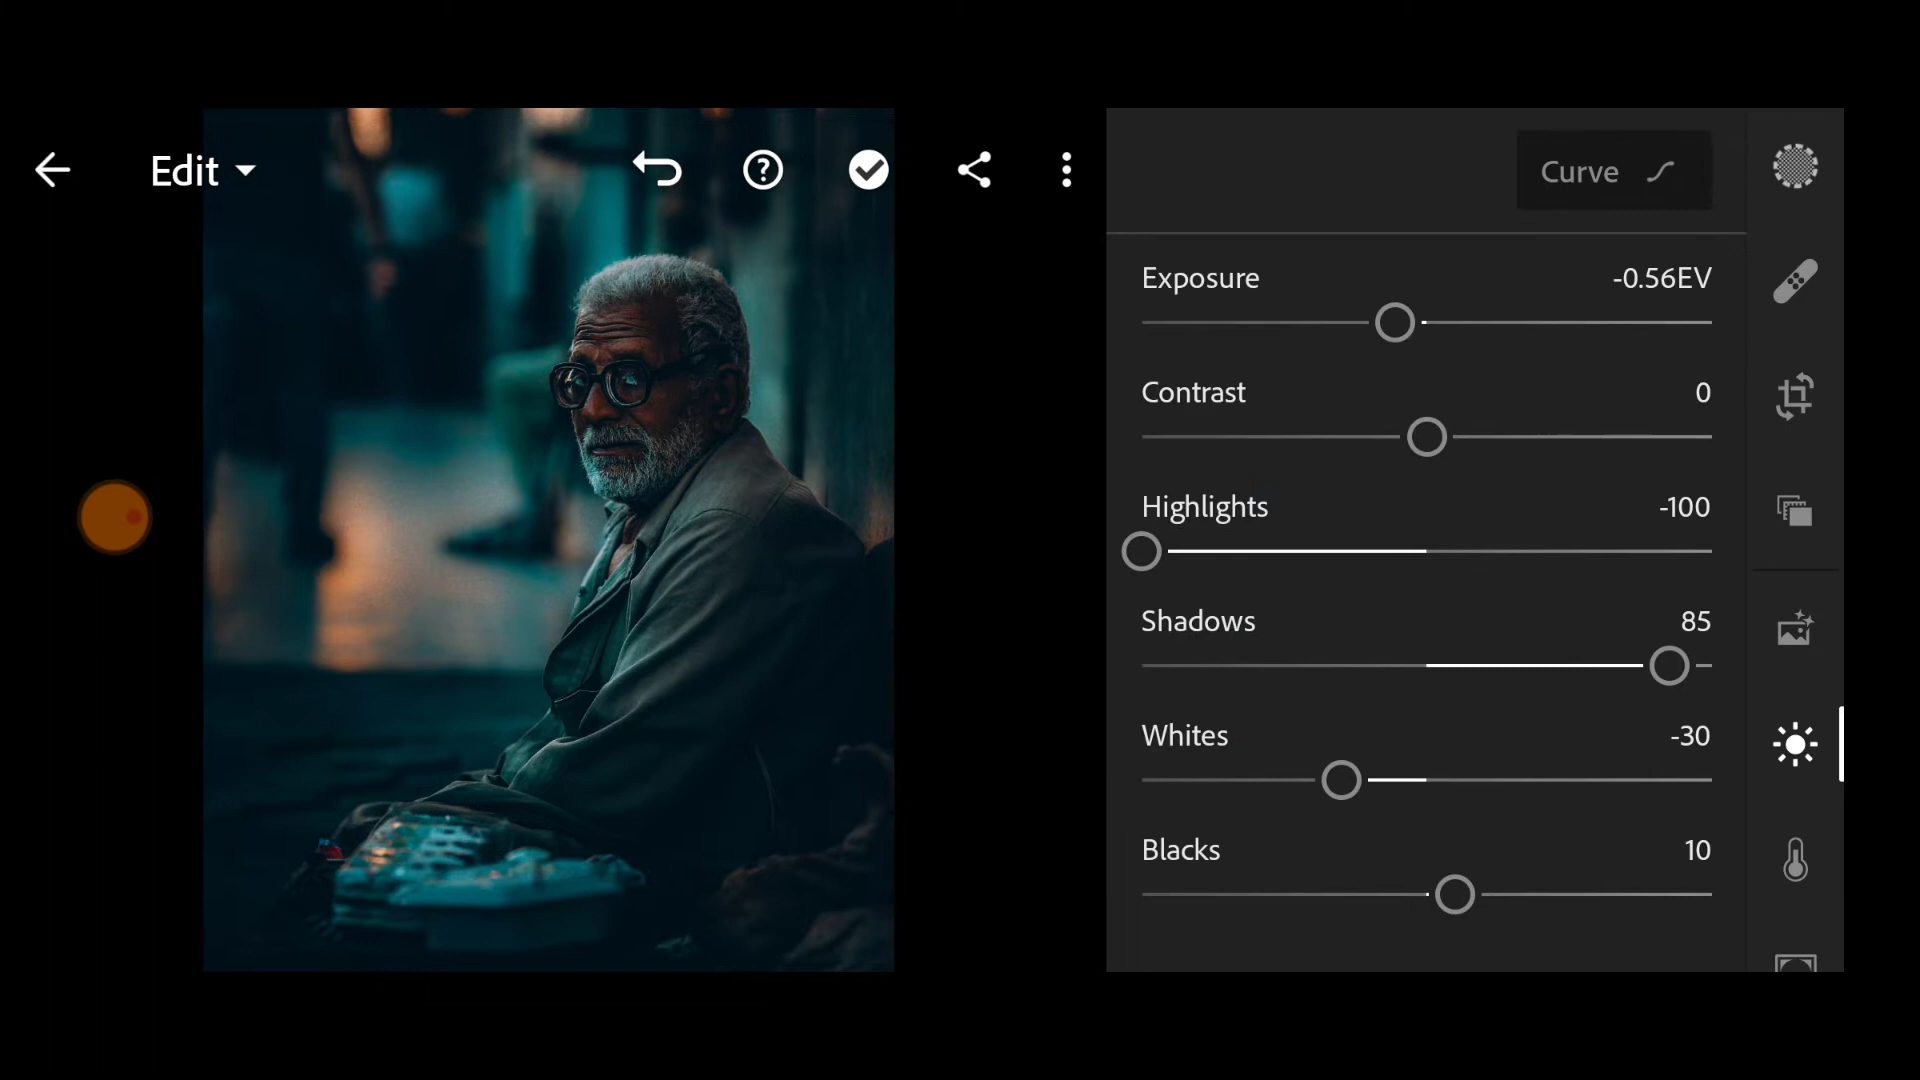 Edit
Curve
Exposure -0.56EV
Contrast 0
Highlights -100
Shadows 85
Whites -30
Blacks 10